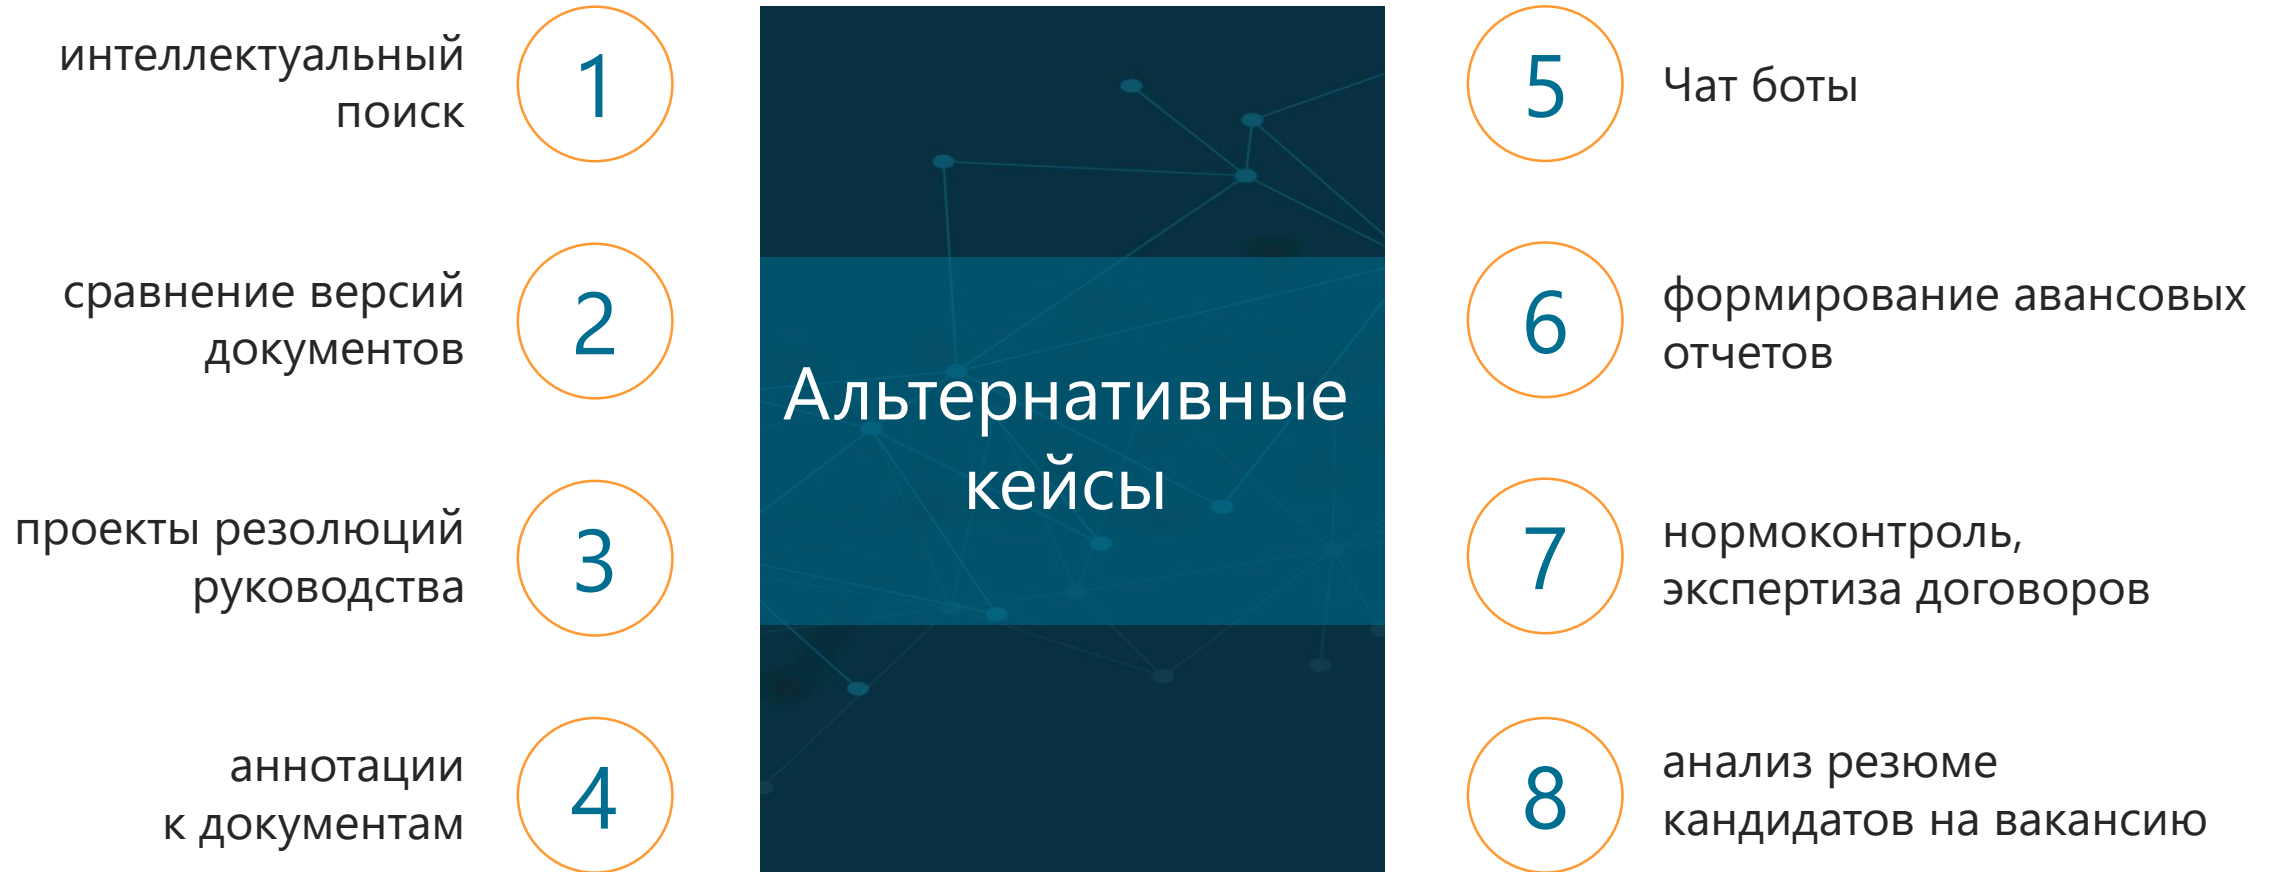 интеллектуальный
поиск
1
сравнение версий
документов
2
проекты резолюций
руководства
3
аннотации
к документам
4
Альтернативные
кейсы
5
Чат боты
6
формирование авансовых
отчетов
7
нормоконтроль,
экспертиза договоров
8
анализ резюме
кандидатов на вакансию